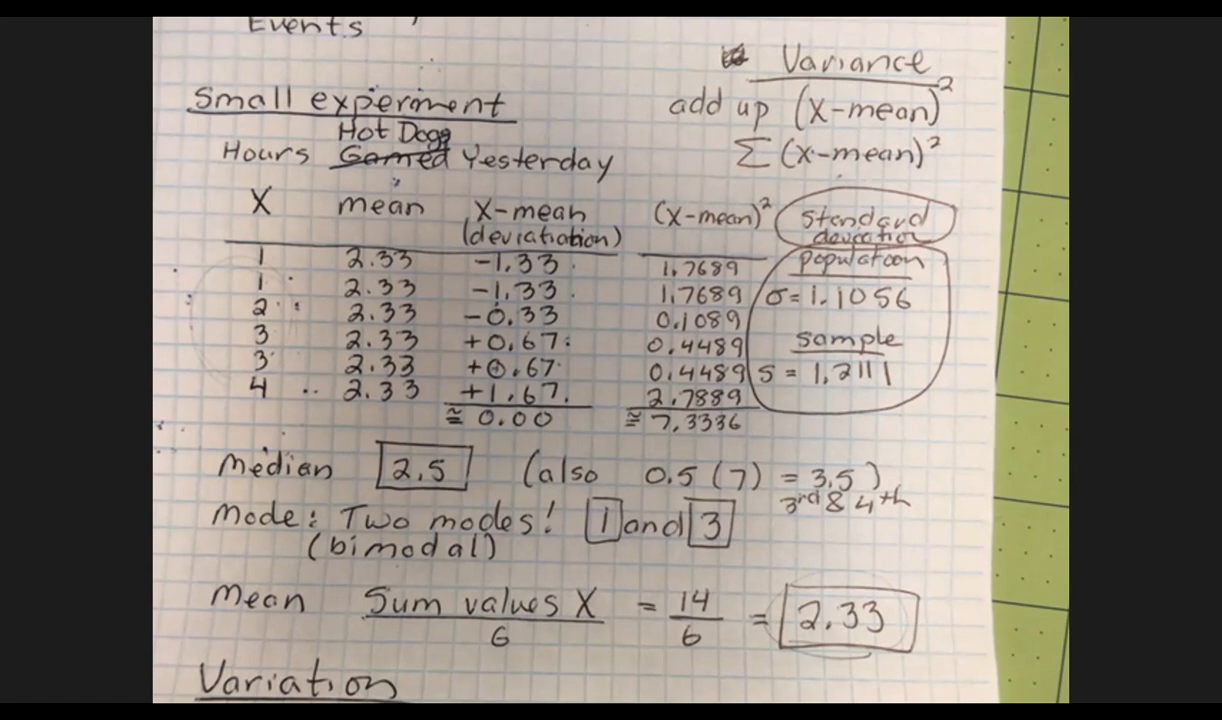 Events
Variance
add up (X-mean)²
Σ(x-mean)²
Small experiment
Hot Dogs
Hours Gamed Yesterday
X mean X-mean (deviatiation) (x-mean)² standard deviation
1 2.33 -1.33 1.7689 population
1 2.33 -1.33 1.7689 σ=1.1056
2 2.33 -0.33 0.1089
3 2.33 +0.67 0.4489 sample
3 2.33 +0.67 0.4489 s = 1.2111
4 2.33 +1.67 2.7889
≅ 0.00 ≅ 7.3336
Median 2.5 (also 0.5(7) = 3.5)
3rd & 4th
Mode: Two modes! 1 and 3
(bimodal)
Mean Sum values X = 14 = 2.33
6 6
Variation